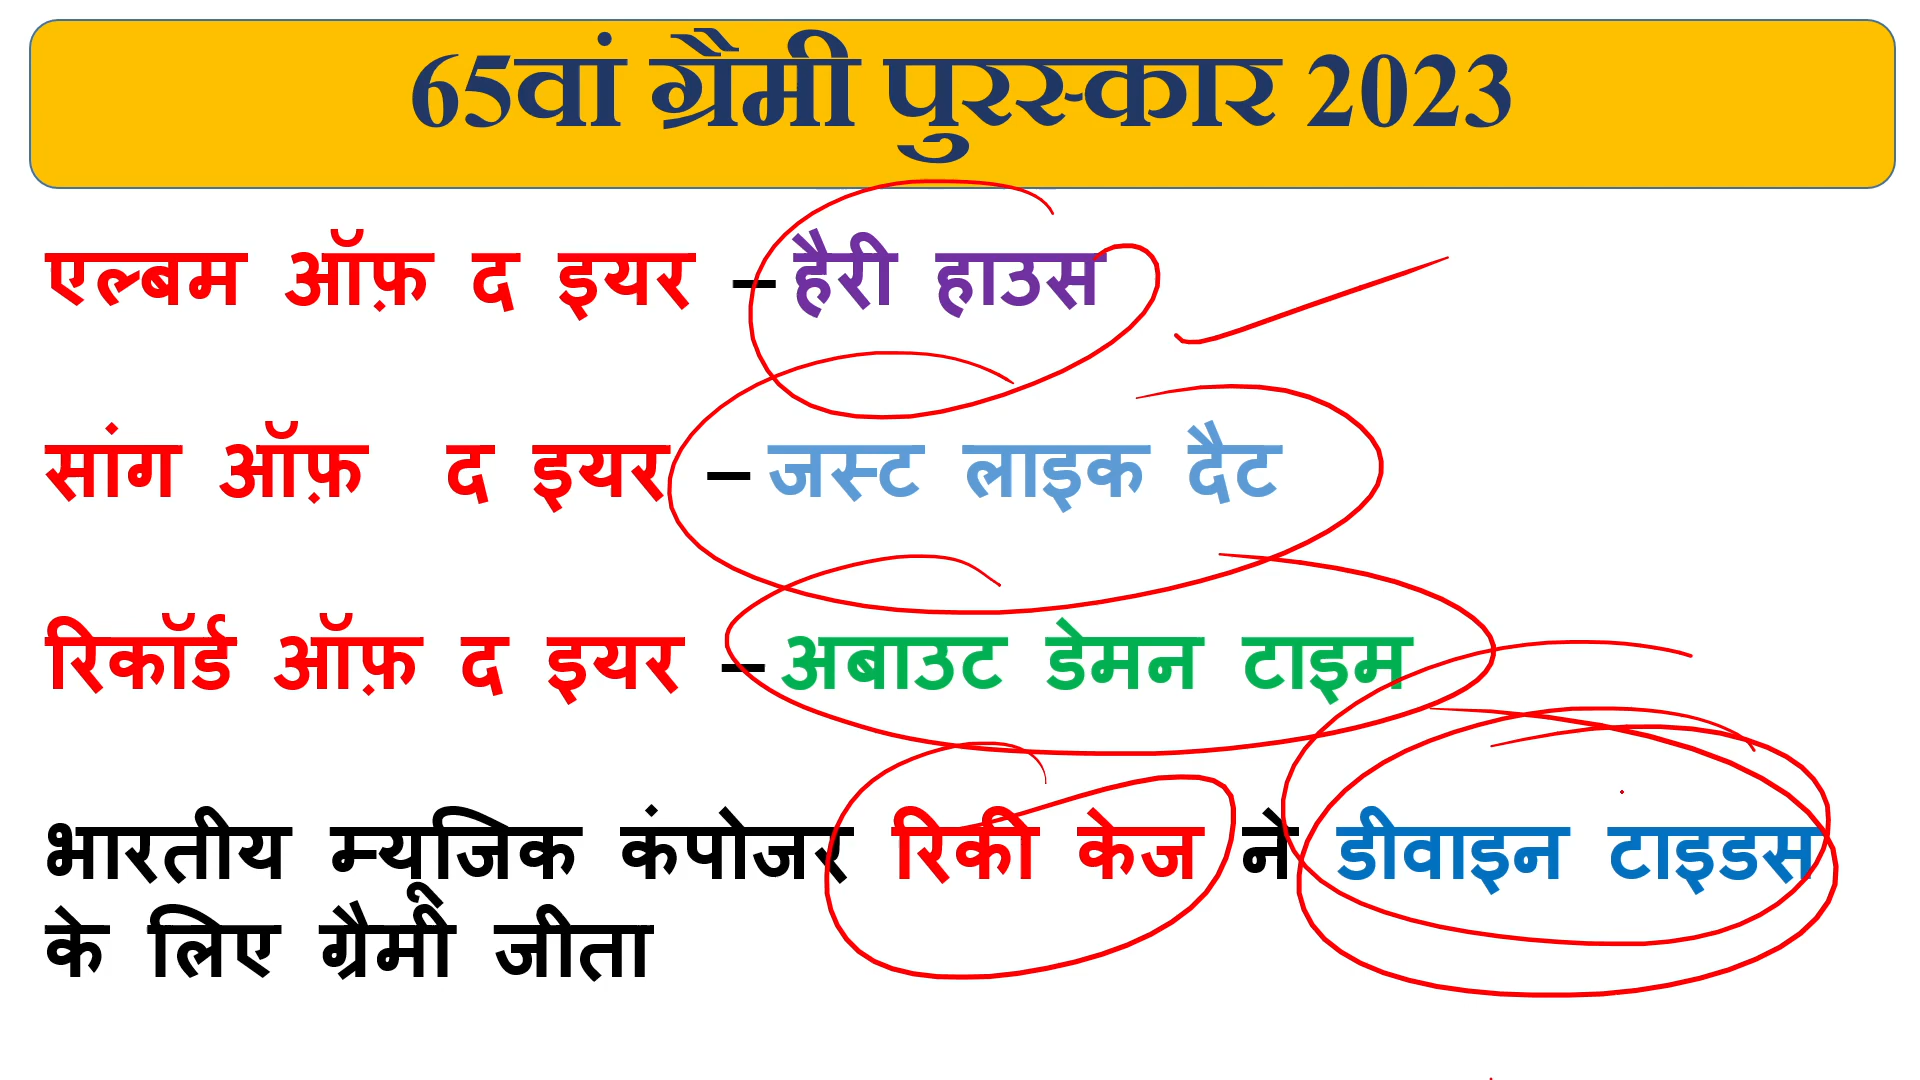 65वां ग्रैमी पुरस्कार 2023
एल्बम ऑफ़ द इयर – हैरी हाउस
सांग ऑफ़ द इयर – जस्ट लाइक दैट
रिकॉर्ड ऑफ़ द इयर – अबाउट डेमन टाइम
भारतीय म्यूजिक कंपोजर रिकी केज ने डीवाइन टाइडस
के लिए ग्रैमी जीता